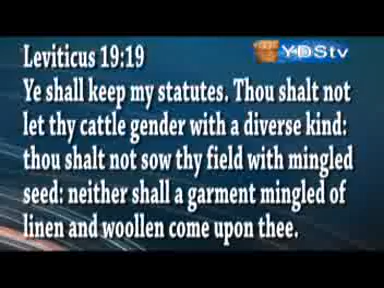 Leviticus 19:19
YDStv
Ye shall keep my statutes. Thou shalt not
let thy cattle gender with a diverse kind:
thou shalt not sow thy field with mingled
seed: neither shall a garment mingled of
linen and woollen come upon thee.